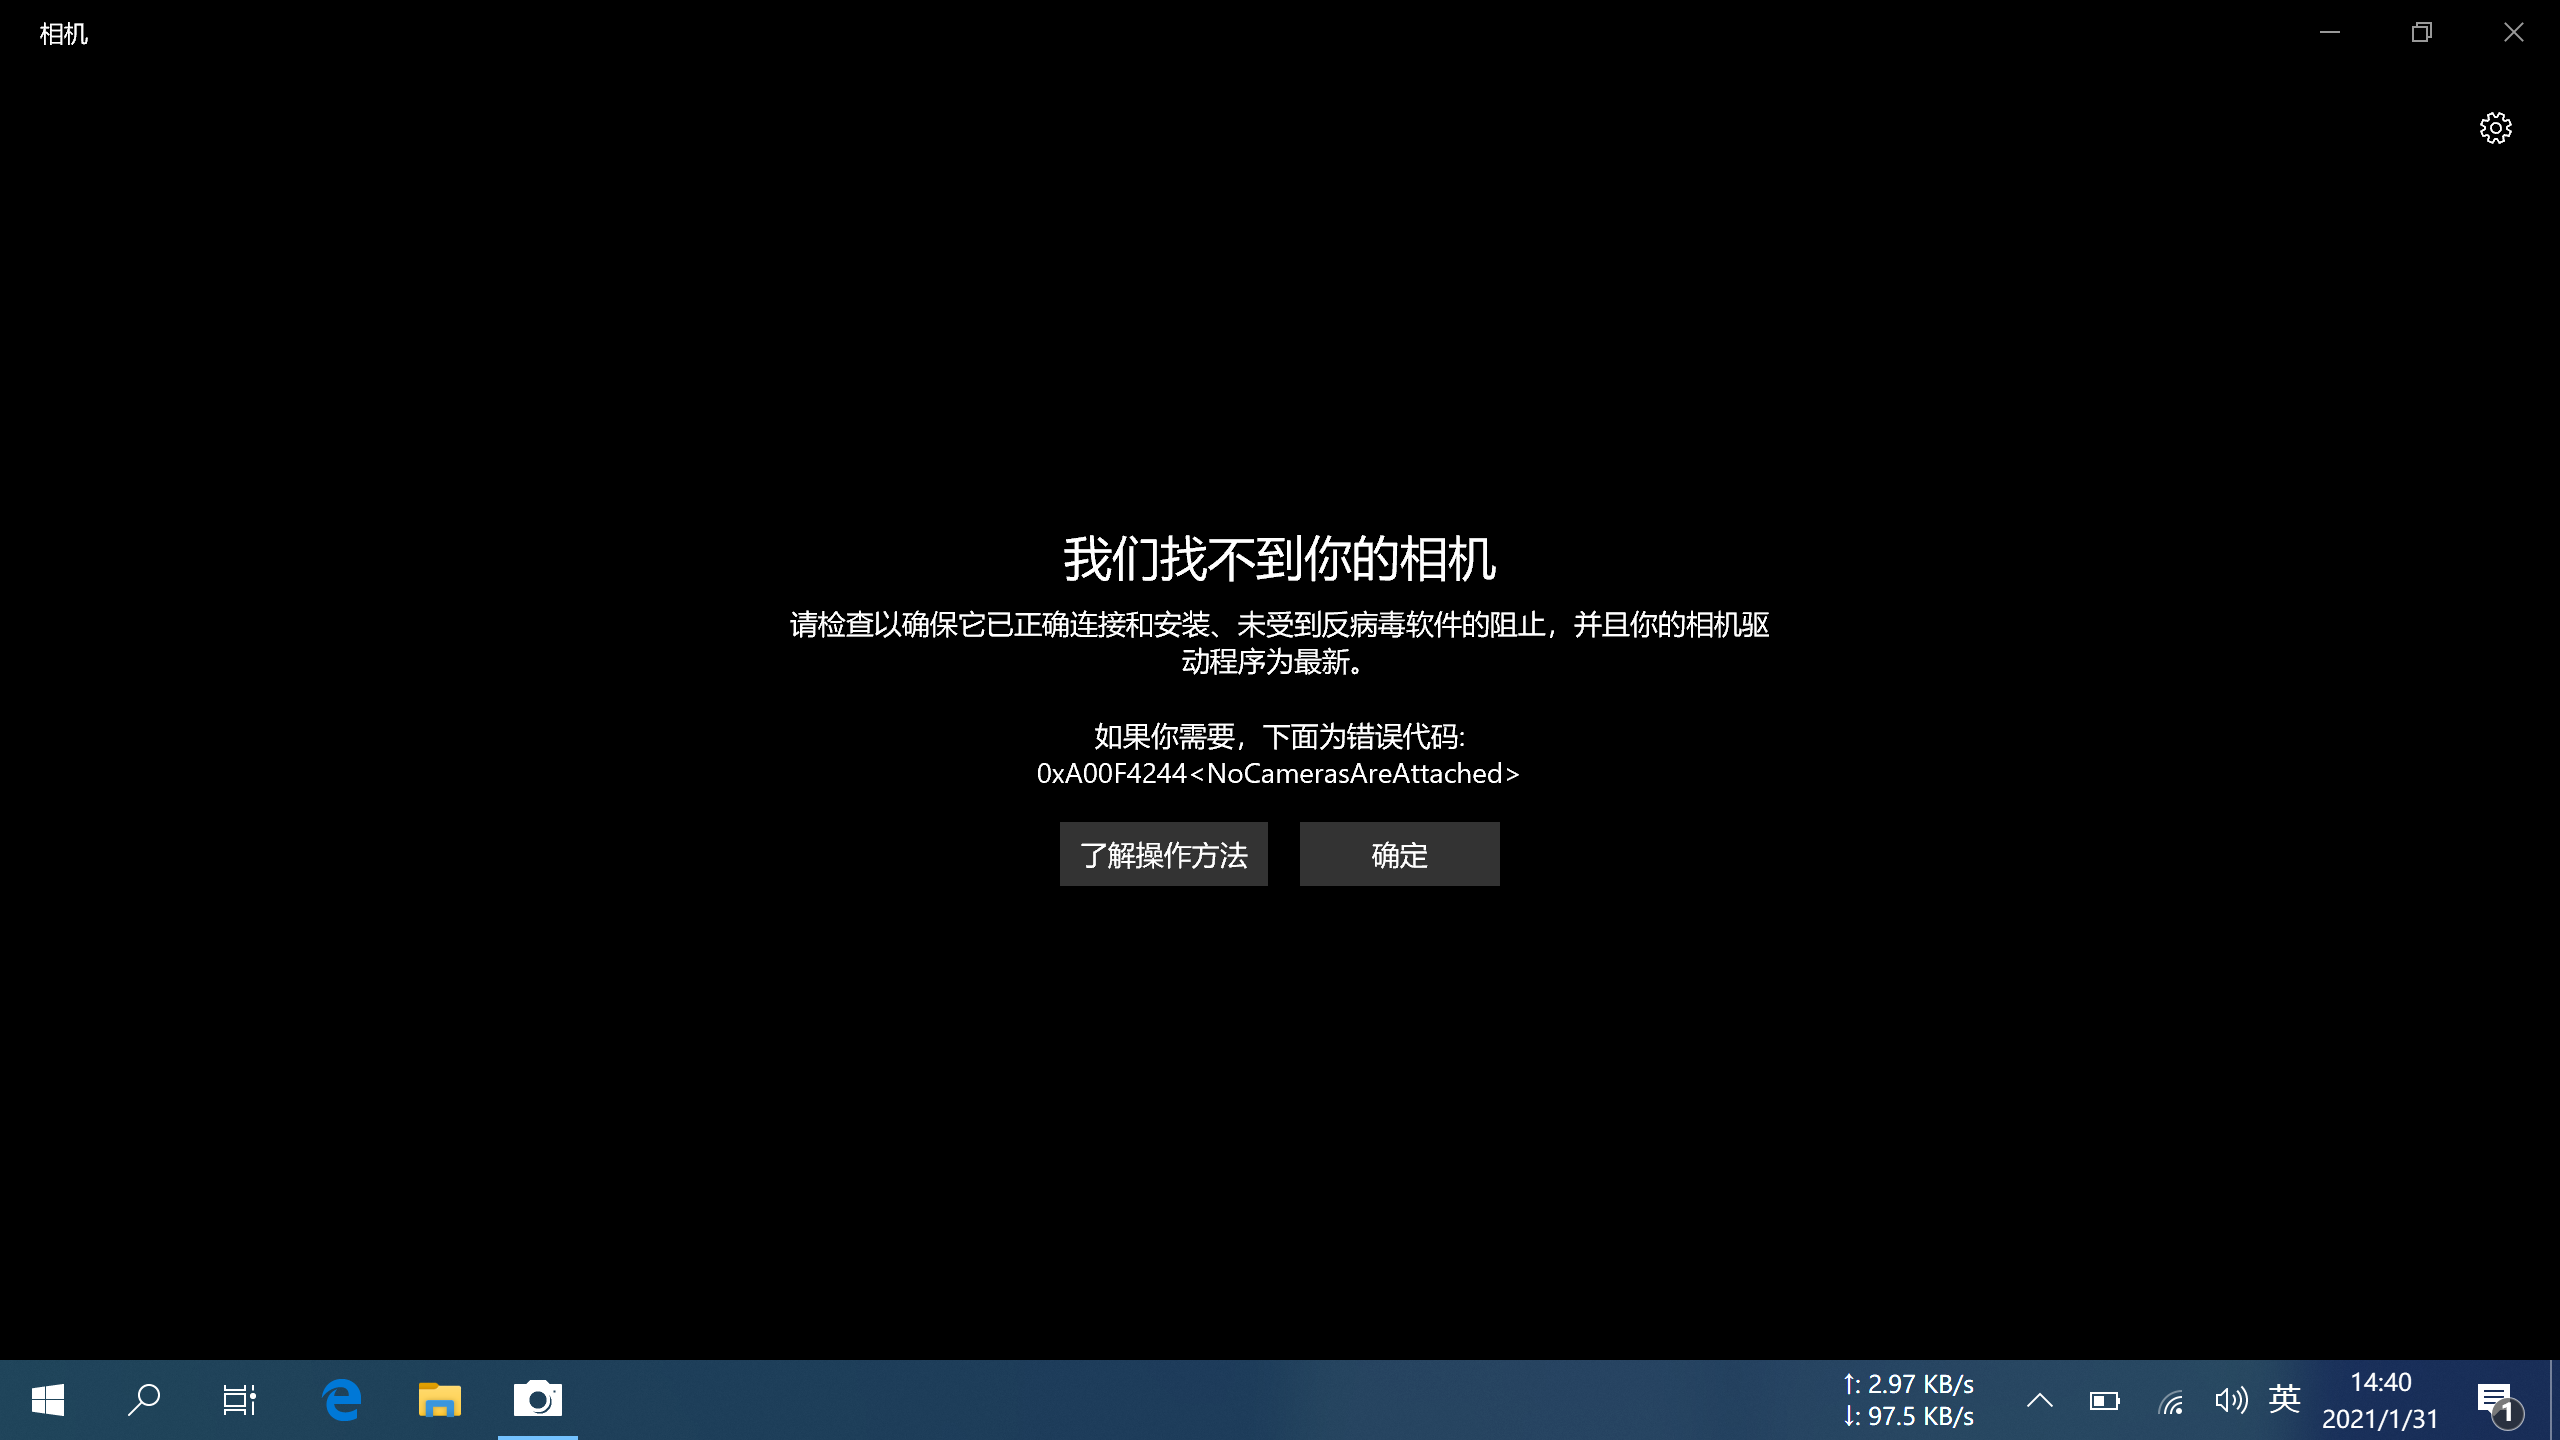 相机
我们找不到你的相机
请检查以确保它已正确连接和安装、未受到反病毒软件的阻止，并且你的相机驱
动程序为最新。
如果你需要，下面为错误代码:
0xA00F4244<NoCamerasAreAttached>
了解操作方法
确定
↑: 2.97 KB/s
↓: 97.5 KB/s
英
14:40
2021/1/31
1